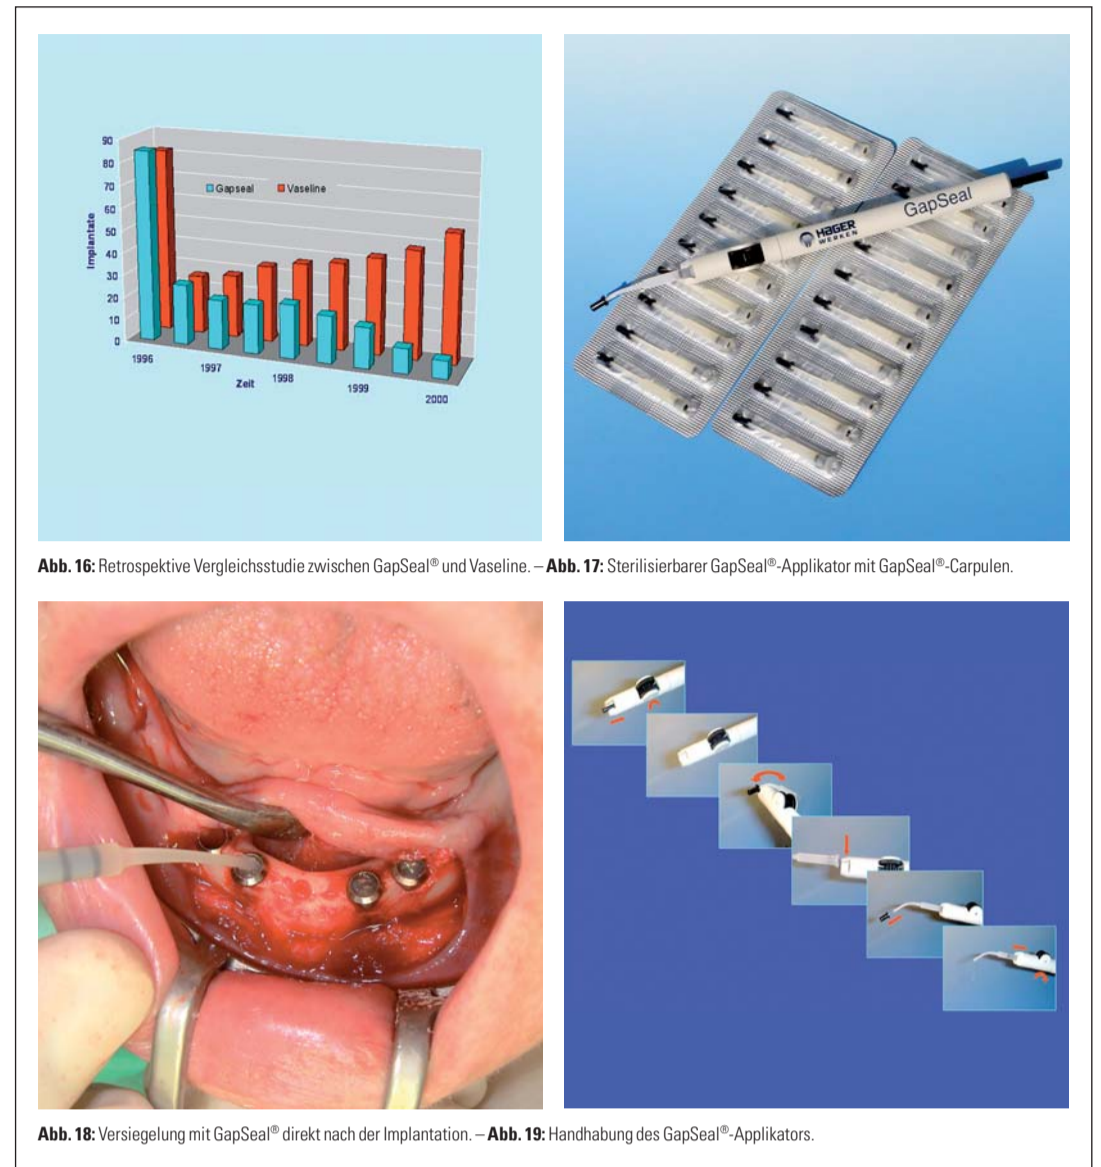 90
80
70
60
50
40
30
20
10
0
Implantate
Gapseal Vaseline
1996
1997
1998
1999
2000
Zeit
GapSeal
HAGER
WERKEN
Abb. 16: Retrospektive Vergleichsstudie zwischen GapSeal® und Vaseline. – Abb. 17: Sterilisierbarer GapSeal®-Applikator mit GapSeal®-Carpulen.
Abb. 18: Versiegelung mit GapSeal® direkt nach der Implantation. – Abb. 19: Handhabung des GapSeal®-Applikators.